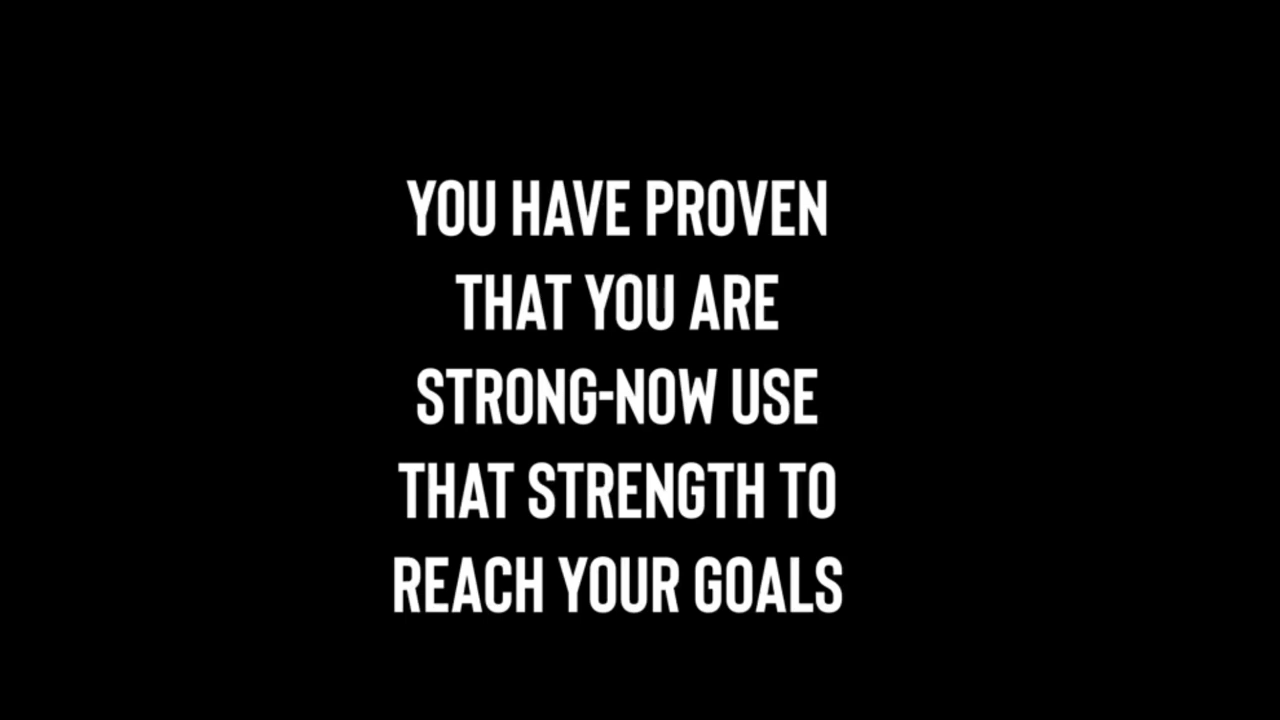 YOU HAVE PROVEN
THAT YOU ARE
STRONG-NOW USE
THAT STRENGTH TO
REACH YOUR GOALS